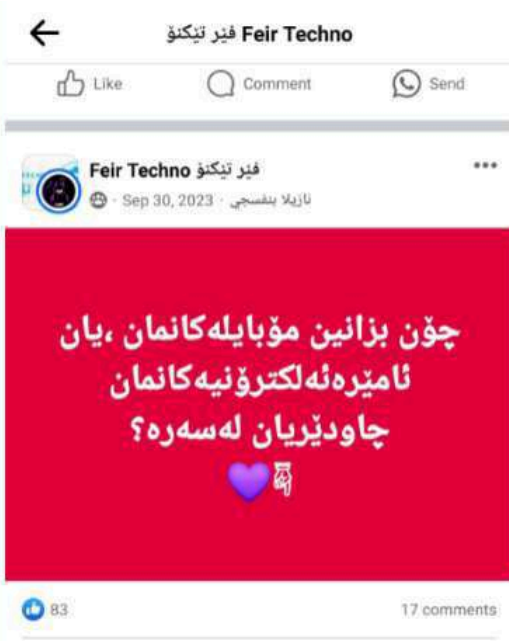 Feir Techno فێر تێکنۆ
Like
Comment
Send
Feir Techno فێر تێکنۆ
نازیلا بنفسجي · Sep 30, 2023 ·
چۆن بزانین مۆبایلەکانمان ،یان
ئامێرەئەلکترۆنیەکانمان
چاودێریان لەسەرە؟
💜
83
17 comments